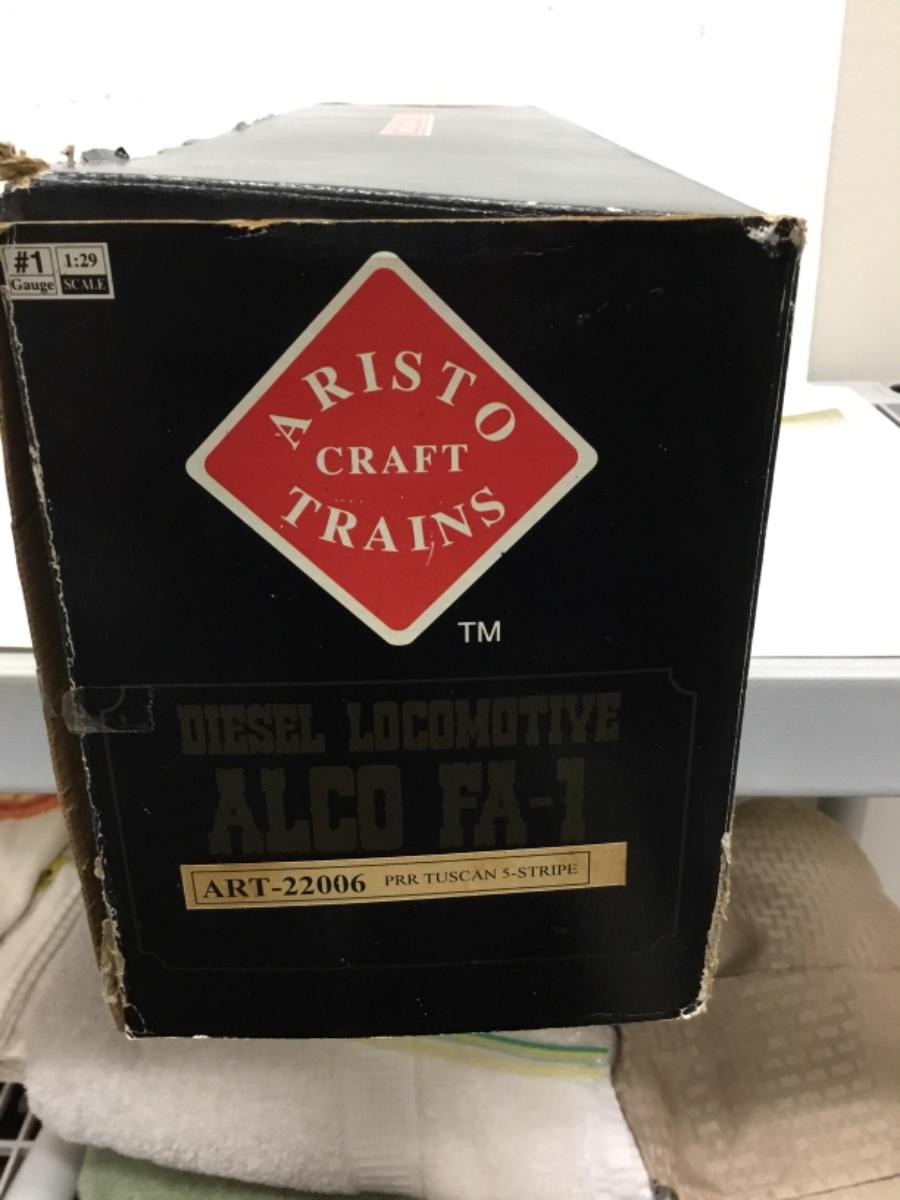 #1 Gauge
1:29 SCALE
ARISTO
CRAFT
TRAINS
TM
DIESEL LOCOMOTIVE
ALCO FA-1
ART-22006 PRR TUSCAN 5-STRIPE